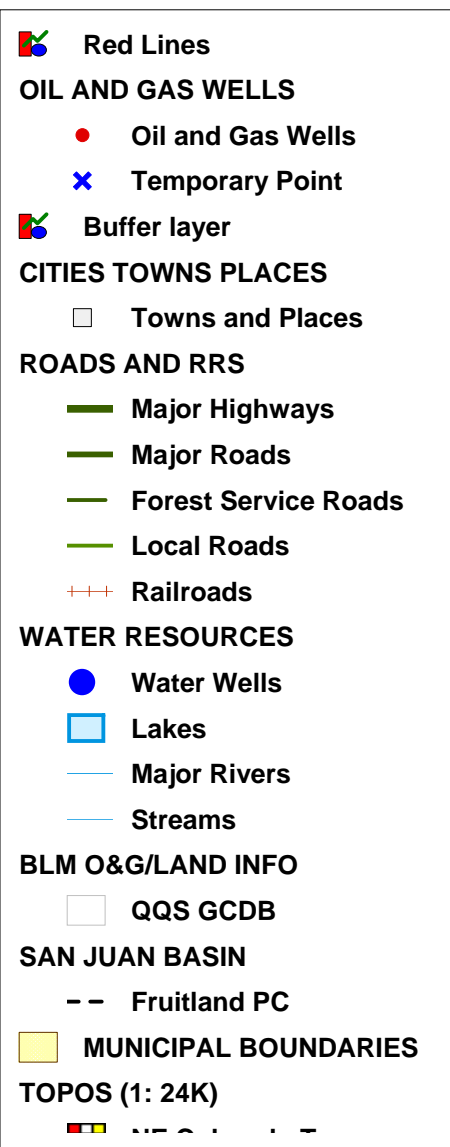 Red Lines
OIL AND GAS WELLS
Oil and Gas Wells
Temporary Point
Buffer layer
CITIES TOWNS PLACES
Towns and Places
ROADS AND RRS
Major Highways
Major Roads
Forest Service Roads
Local Roads
Railroads
WATER RESOURCES
Water Wells
Lakes
Major Rivers
Streams
BLM O&G/LAND INFO
QQS GCDB
SAN JUAN BASIN
Fruitland PC
MUNICIPAL BOUNDARIES
TOPOS (1: 24K)